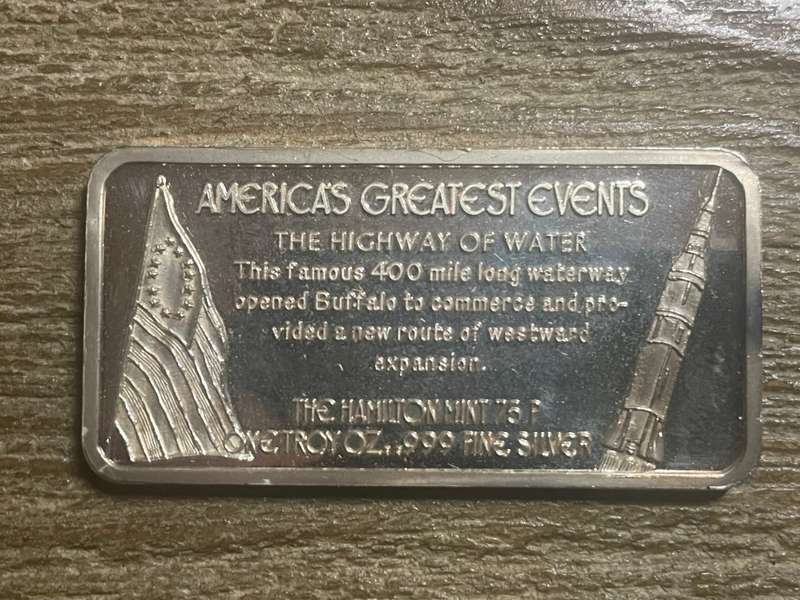 AMERICA'S GREATEST EVENTS
THE HIGHWAY OF WATER
This famous 400 mile long waterway
opened Buffalo to commerce and pro-
vided a new route of westward
expansion.
THE HAMILTON MINT 75 P
ONE TROY OZ. .999 FINE SILVER